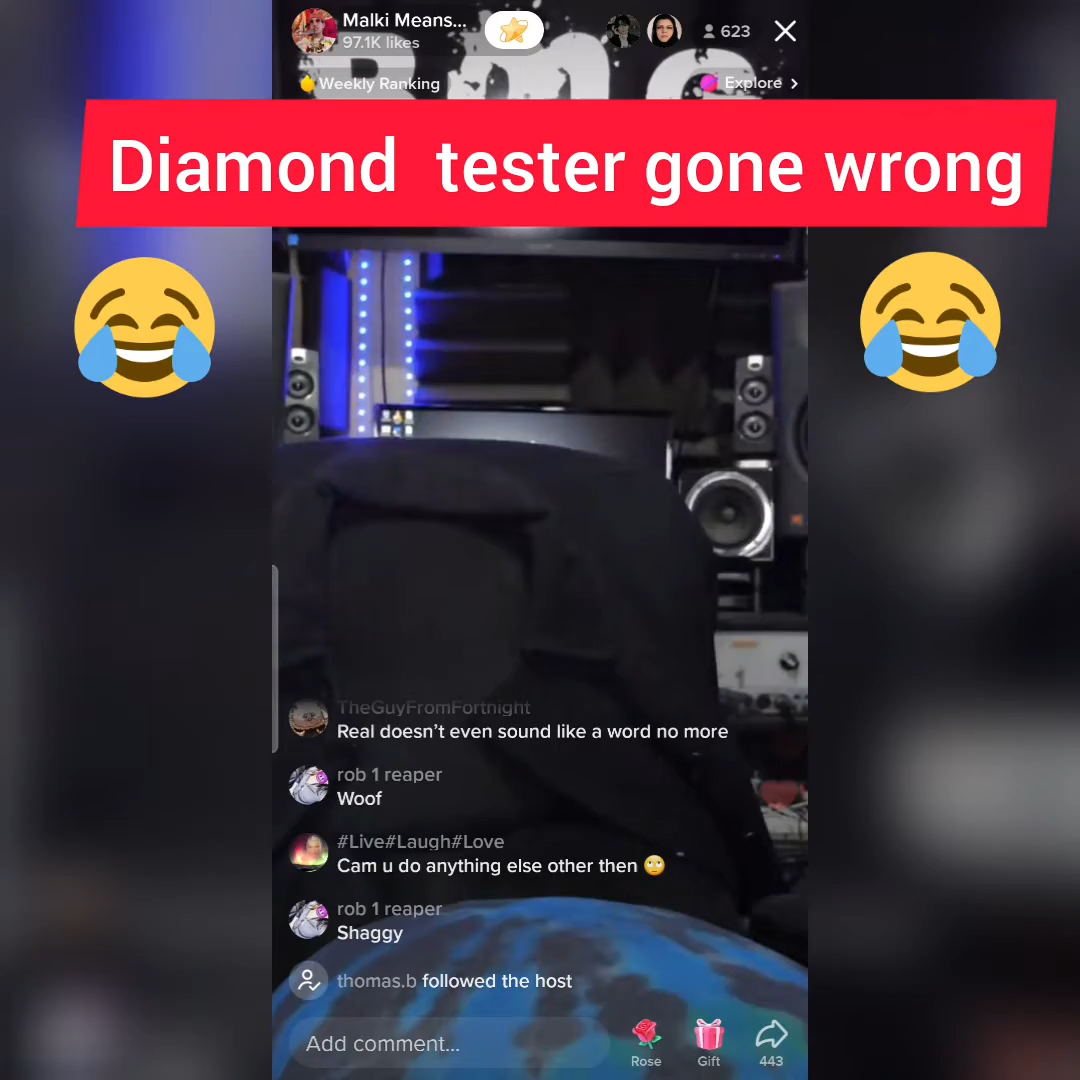 Malki Means...
97.1K likes
623
Weekly Ranking
Explore
Diamond tester gone wrong
TheGuyFromFortnight
Real doesn't even sound like a word no more
rob 1 reaper
Woof
#Live#Laugh#Love
Cam u do anything else other then 🙄
rob 1 reaper
Shaggy
thomas.b followed the host
Add comment...
Rose
Gift
443